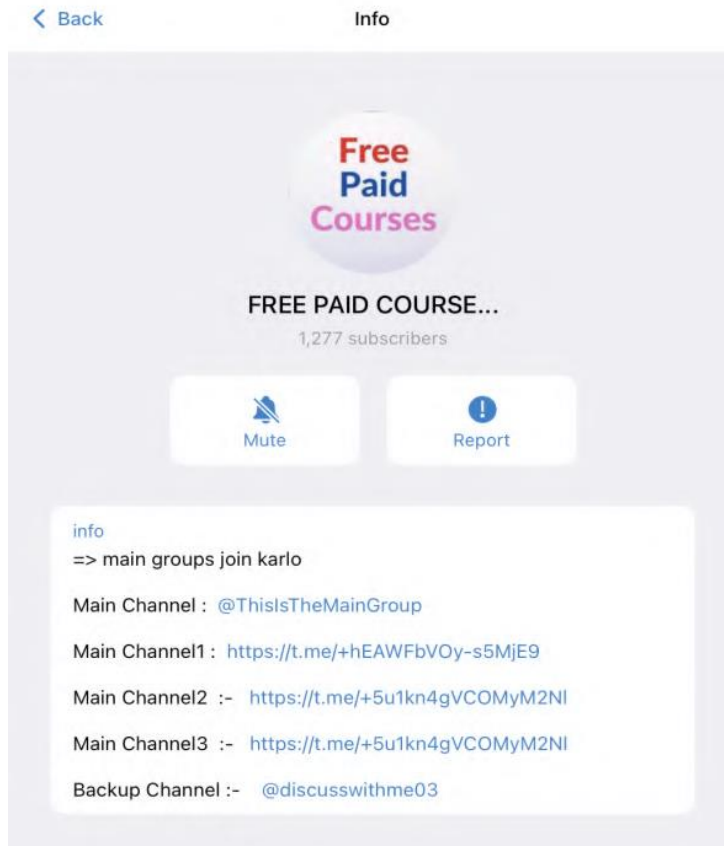 Back
Info
Free
Paid
Courses
FREE PAID COURSE...
1,277 subscribers
Mute
Report
info
=> main groups join karlo
Main Channel : @ThisIsTheMainGroup
Main Channel1 : https://t.me/+hEAWFbVOy-s5MjE9
Main Channel2 :- https://t.me/+5u1kn4gVCOMyM2Nl
Main Channel3 :- https://t.me/+5u1kn4gVCOMyM2Nl
Backup Channel :- @discusswithme03